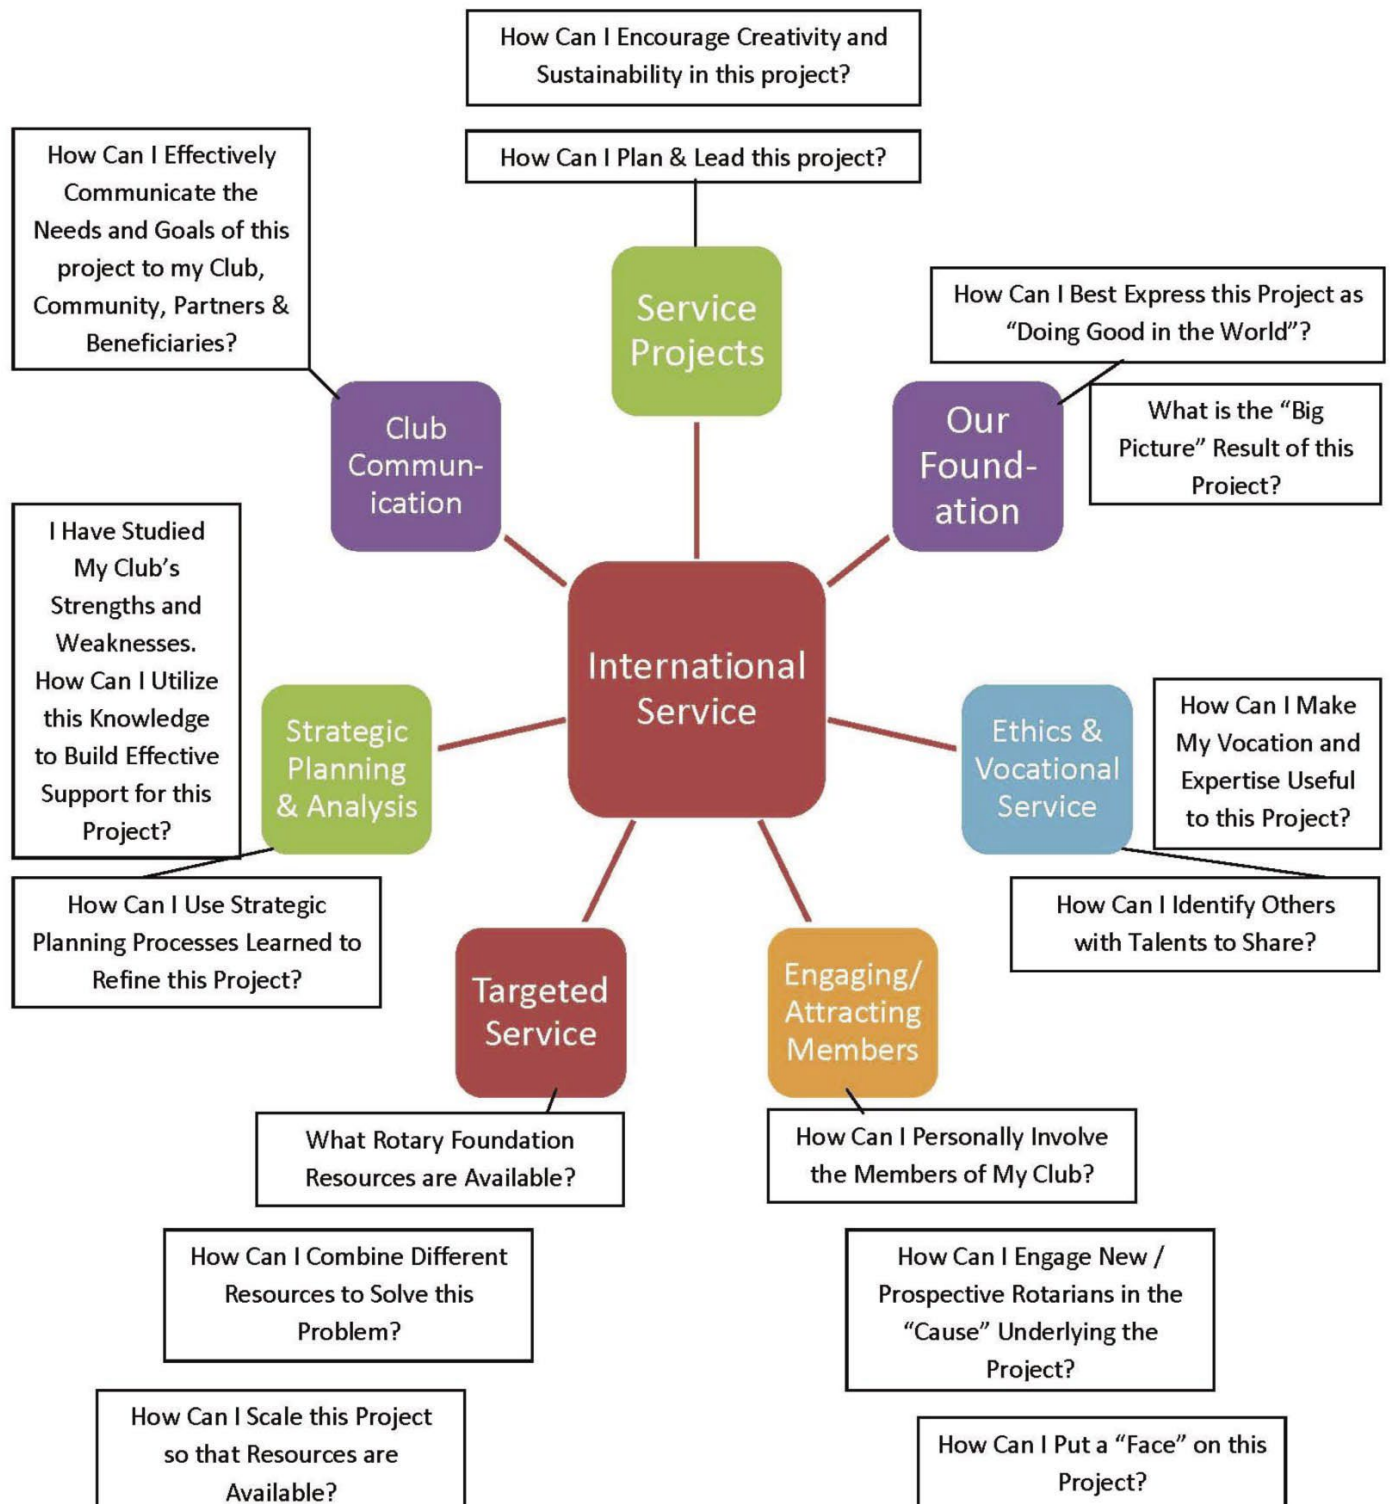 How Can I Encourage Creativity and
Sustainability in this project?
How Can I Plan & Lead this project?
How Can I Effectively
Communicate the
Needs and Goals of this
project to my Club,
Community, Partners &
Beneficiaries?
Service
Projects
How Can I Best Express this Project as
“Doing Good in the World”?
Club
Commun-
ication
Our
Found-
ation
What is the “Big
Picture” Result of this
Project?
I Have Studied
My Club’s
Strengths and
Weaknesses.
How Can I Utilize
this Knowledge
to Build Effective
Support for this
Project?
International
Service
Strategic
Planning
& Analysis
Ethics &
Vocational
Service
How Can I Make
My Vocation and
Expertise Useful
to this Project?
How Can I Use Strategic
Planning Processes Learned to
Refine this Project?
How Can I Identify Others
with Talents to Share?
Targeted
Service
Engaging/
Attracting
Members
What Rotary Foundation
Resources are Available?
How Can I Personally Involve
the Members of My Club?
How Can I Combine Different
Resources to Solve this
Problem?
How Can I Engage New /
Prospective Rotarians in the
“Cause” Underlying the
Project?
How Can I Scale this Project
so that Resources are
Available?
How Can I Put a “Face” on this
Project?